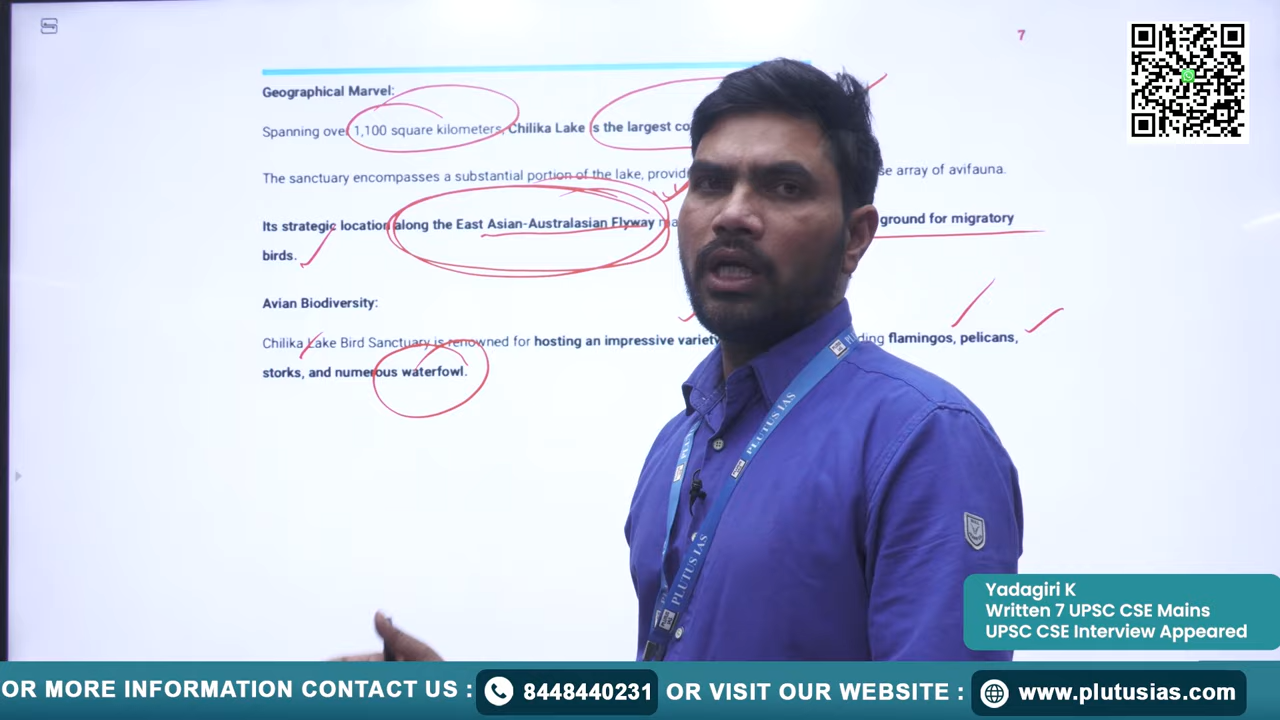 7
Geographical Marvel:
Spanning over 1,100 square kilometers, Chilika Lake is the largest co
The sanctuary encompasses a substantial portion of the lake, provid se array of avifauna.
Its strategic location along the East Asian-Australasian Flyway ground for migratory
birds.
Avian Biodiversity:
Chilika Lake Bird Sanctuary is renowned for hosting an impressive variety ding flamingos, pelicans,
storks, and numerous waterfowl.
PLUTUS IAS
PLUTUS IAS
Yadagiri K
Written 7 UPSC CSE Mains
UPSC CSE Interview Appeared
OR MORE INFORMATION CONTACT US : 8448440231 OR VISIT OUR WEBSITE : www.plutusias.com